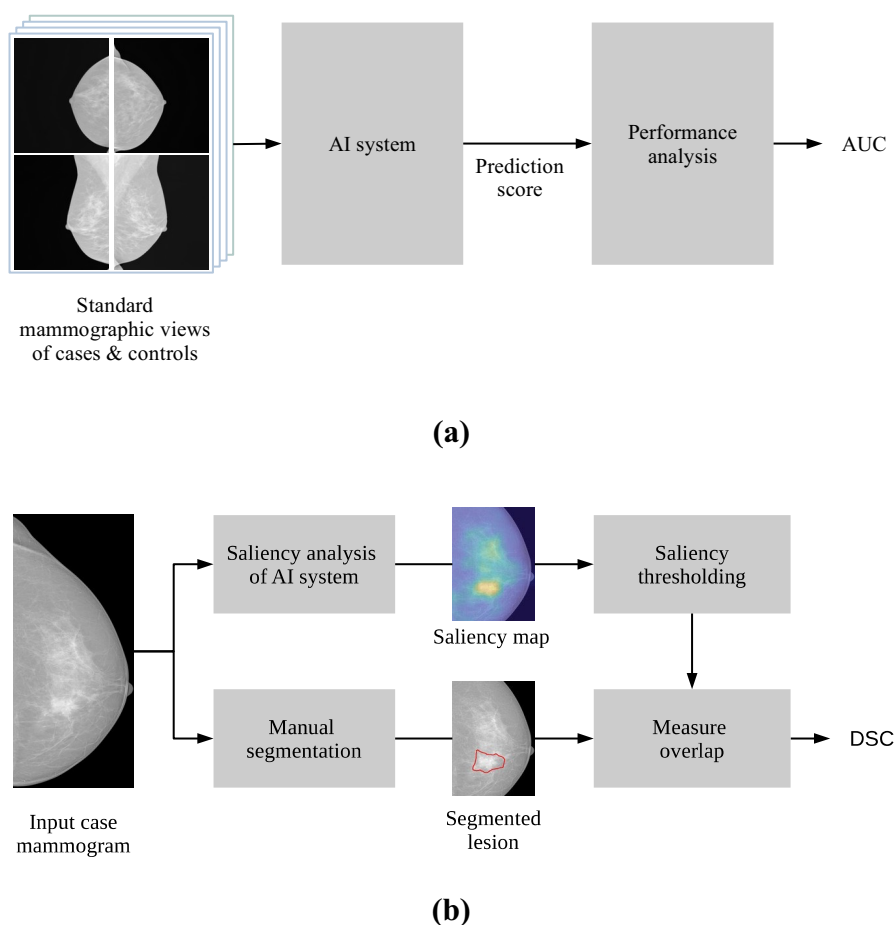 AI system
Prediction
score
Performance
analysis
AUC
Standard
mammographic views
of cases & controls
(a)
Saliency analysis
of AI system
Saliency map
Saliency
thresholding
Manual
segmentation
Measure
overlap
DSC
Input case
mammogram
Segmented
lesion
(b)